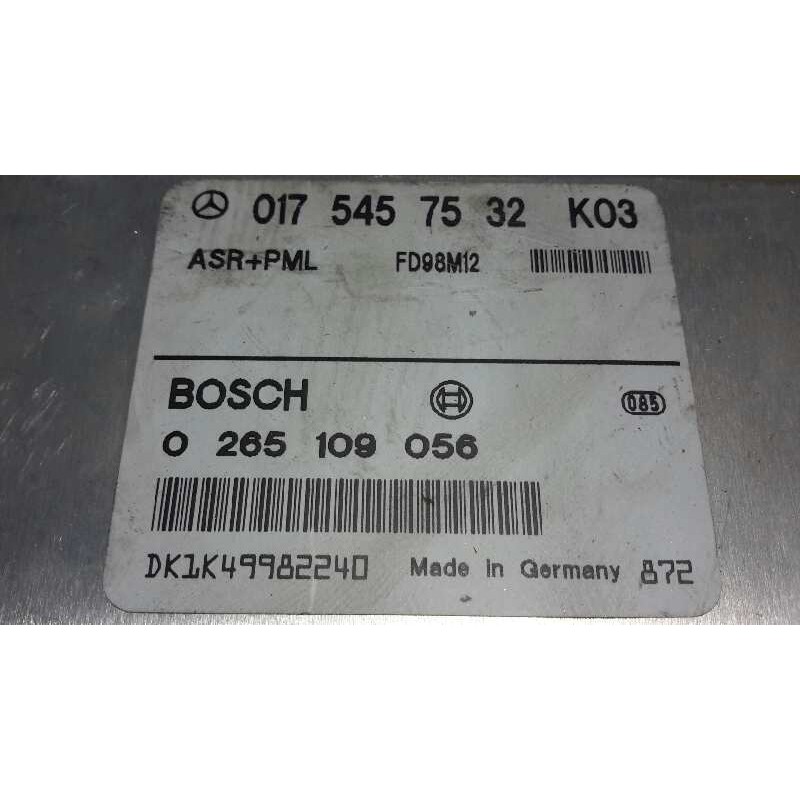 017 545 75 32 K03
ASR+PML FD98M12
BOSCH 085
0 265 109 056
DK1K49982240 Made in Germany 872